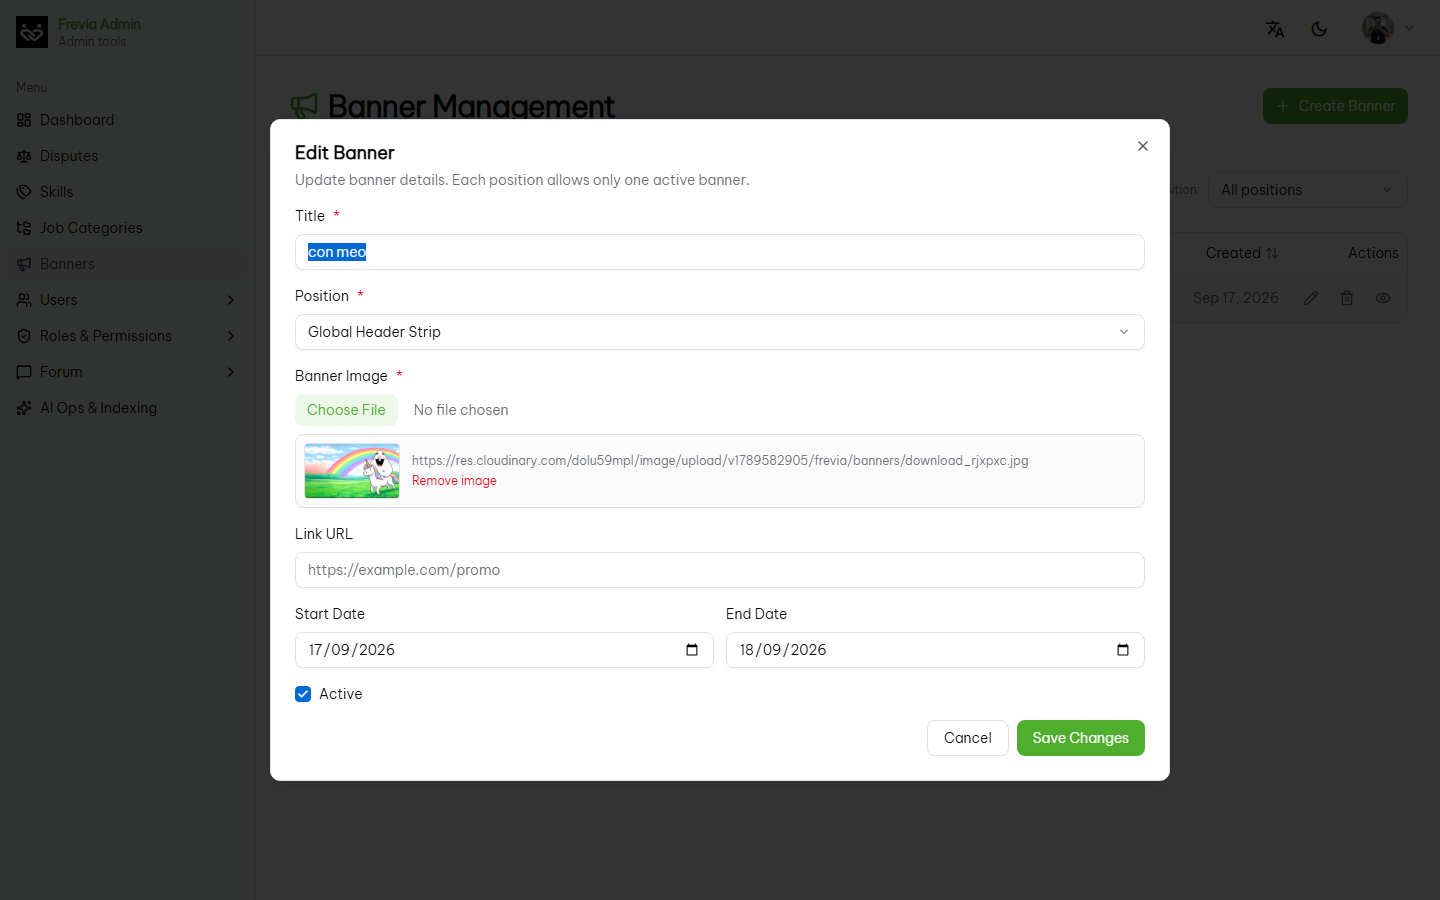 Frevia Admin
Admin tools
Menu
Dashboard
Disputes
Skills
Job Categories
Banners
Users
Roles & Permissions
Forum
AI Ops & Indexing
Banner Management
Create Banner
All positions
Created
Actions
Sep 17, 2026
Edit Banner
Update banner details. Each position allows only one active banner.
Title *
con meo
Position *
Global Header Strip
Banner Image *
Choose File No file chosen
https://res.cloudinary.com/dolu59mpl/image/upload/v1789582905/frevia/banners/download_rjxpxc.jpg
Remove image
Link URL
https://example.com/promo
Start Date
End Date
17/09/2026
18/09/2026
Active
Cancel
Save Changes